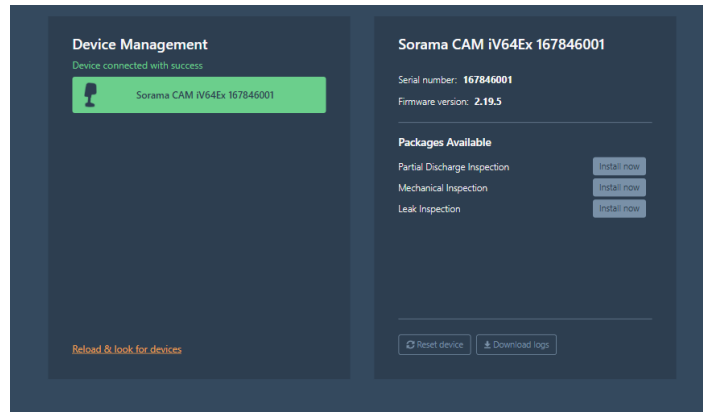 Device Management
Device connected with success
Sorama CAM iV64Ex 167846001
Reload & look for devices
Sorama CAM iV64Ex 167846001
Serial number: 167846001
Firmware version: 2.19.5
Packages Available
Partial Discharge Inspection Install now
Mechanical Inspection Install now
Leak Inspection Install now
Reset device Download logs